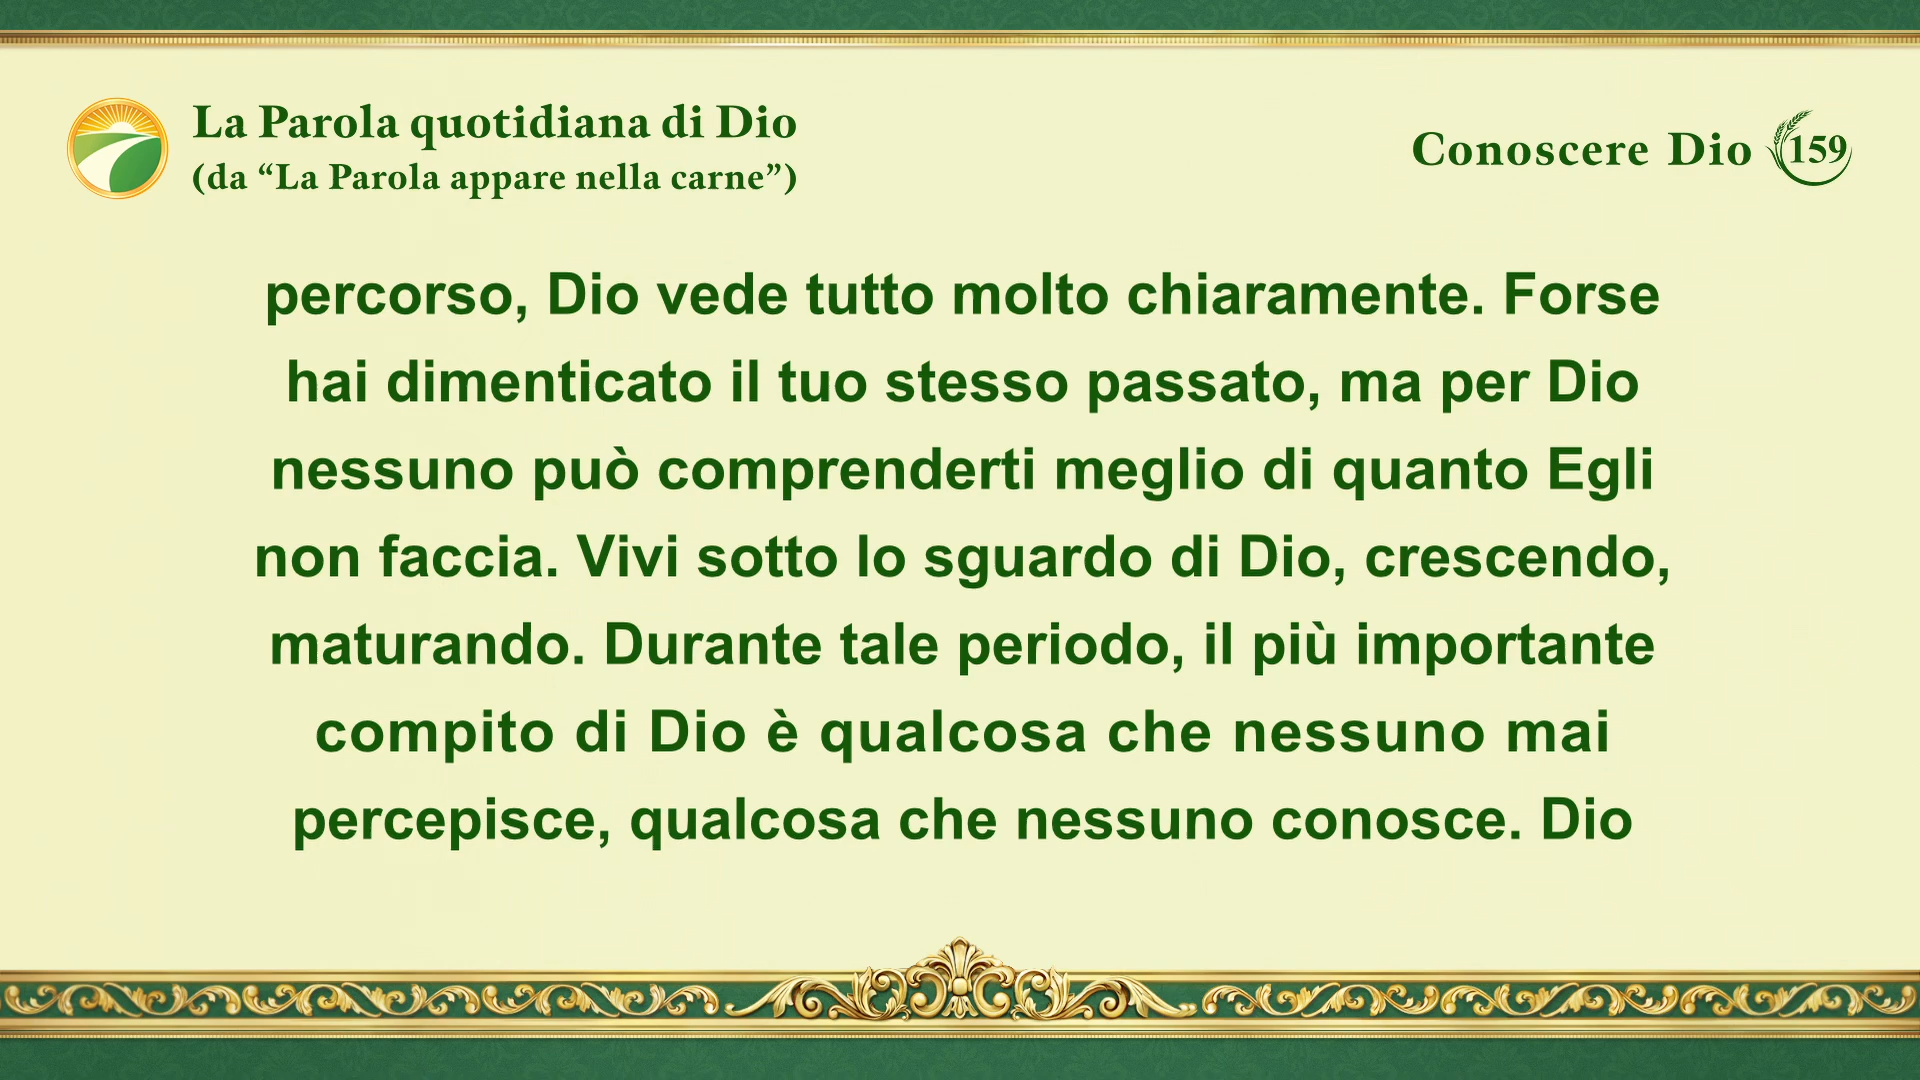 La Parola quotidiana di Dio
(da “La Parola appare nella carne”)
Conoscere Dio 159
percorso, Dio vede tutto molto chiaramente. Forse
hai dimenticato il tuo stesso passato, ma per Dio
nessuno può comprenderti meglio di quanto Egli
non faccia. Vivi sotto lo sguardo di Dio, crescendo,
maturando. Durante tale periodo, il più importante
compito di Dio è qualcosa che nessuno mai
percepisce, qualcosa che nessuno conosce. Dio